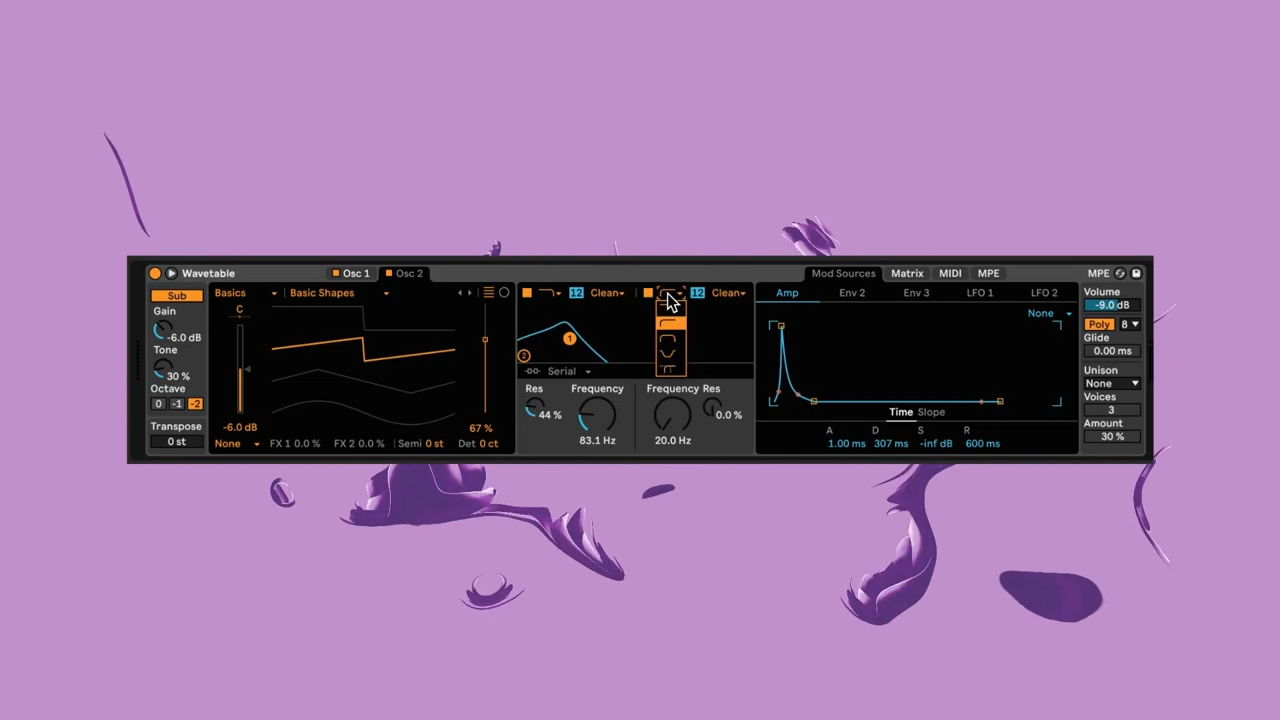 Wavetable
Osc 1
Osc 2
Mod Sources
Matrix
MIDI
MPE
MPE
Sub
Gain
-6.0 dB
Tone
30 %
Octave
0 -1 -2
Transpose
0 st
Basics
Basic Shapes
C
-6.0 dB
67 %
None
FX 1 0.0 %
FX 2 0.0 %
Semi 0 st
Det 0 ct
12 Clean
12 Clean
1
2
Serial
Res
44 %
Frequency
83.1 Hz
Frequency
20.0 Hz
Res
0.0 %
Amp
Env 2
Env 3
LFO 1
LFO 2
None
Time Slope
A D S R
1.00 ms 307 ms -inf dB 600 ms
Volume
-9.0 dB
Poly 8
Glide
0.00 ms
Unison
None
Voices
3
Amount
30 %